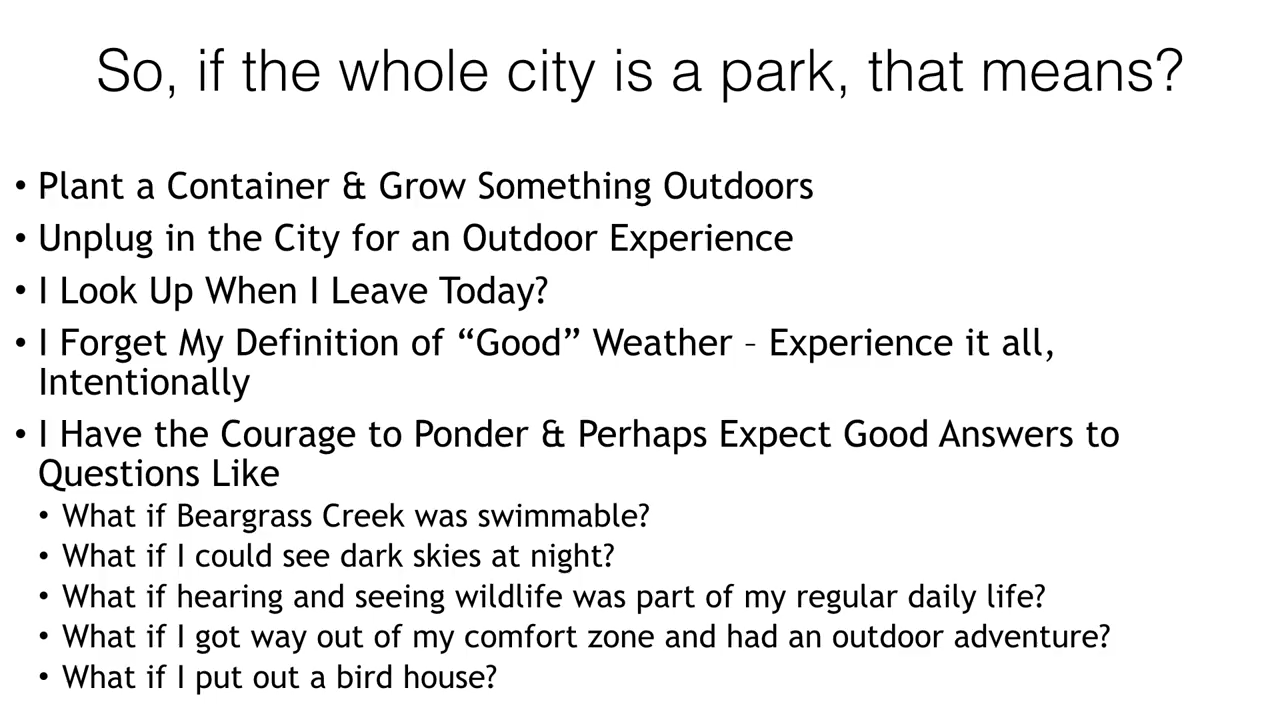 So, if the whole city is a park, that means?
• Plant a Container & Grow Something Outdoors
• Unplug in the City for an Outdoor Experience
• I Look Up When I Leave Today?
• I Forget My Definition of “Good” Weather – Experience it all,
Intentionally
• I Have the Courage to Ponder & Perhaps Expect Good Answers to
Questions Like
• What if Beargrass Creek was swimmable?
• What if I could see dark skies at night?
• What if hearing and seeing wildlife was part of my regular daily life?
• What if I got way out of my comfort zone and had an outdoor adventure?
• What if I put out a bird house?